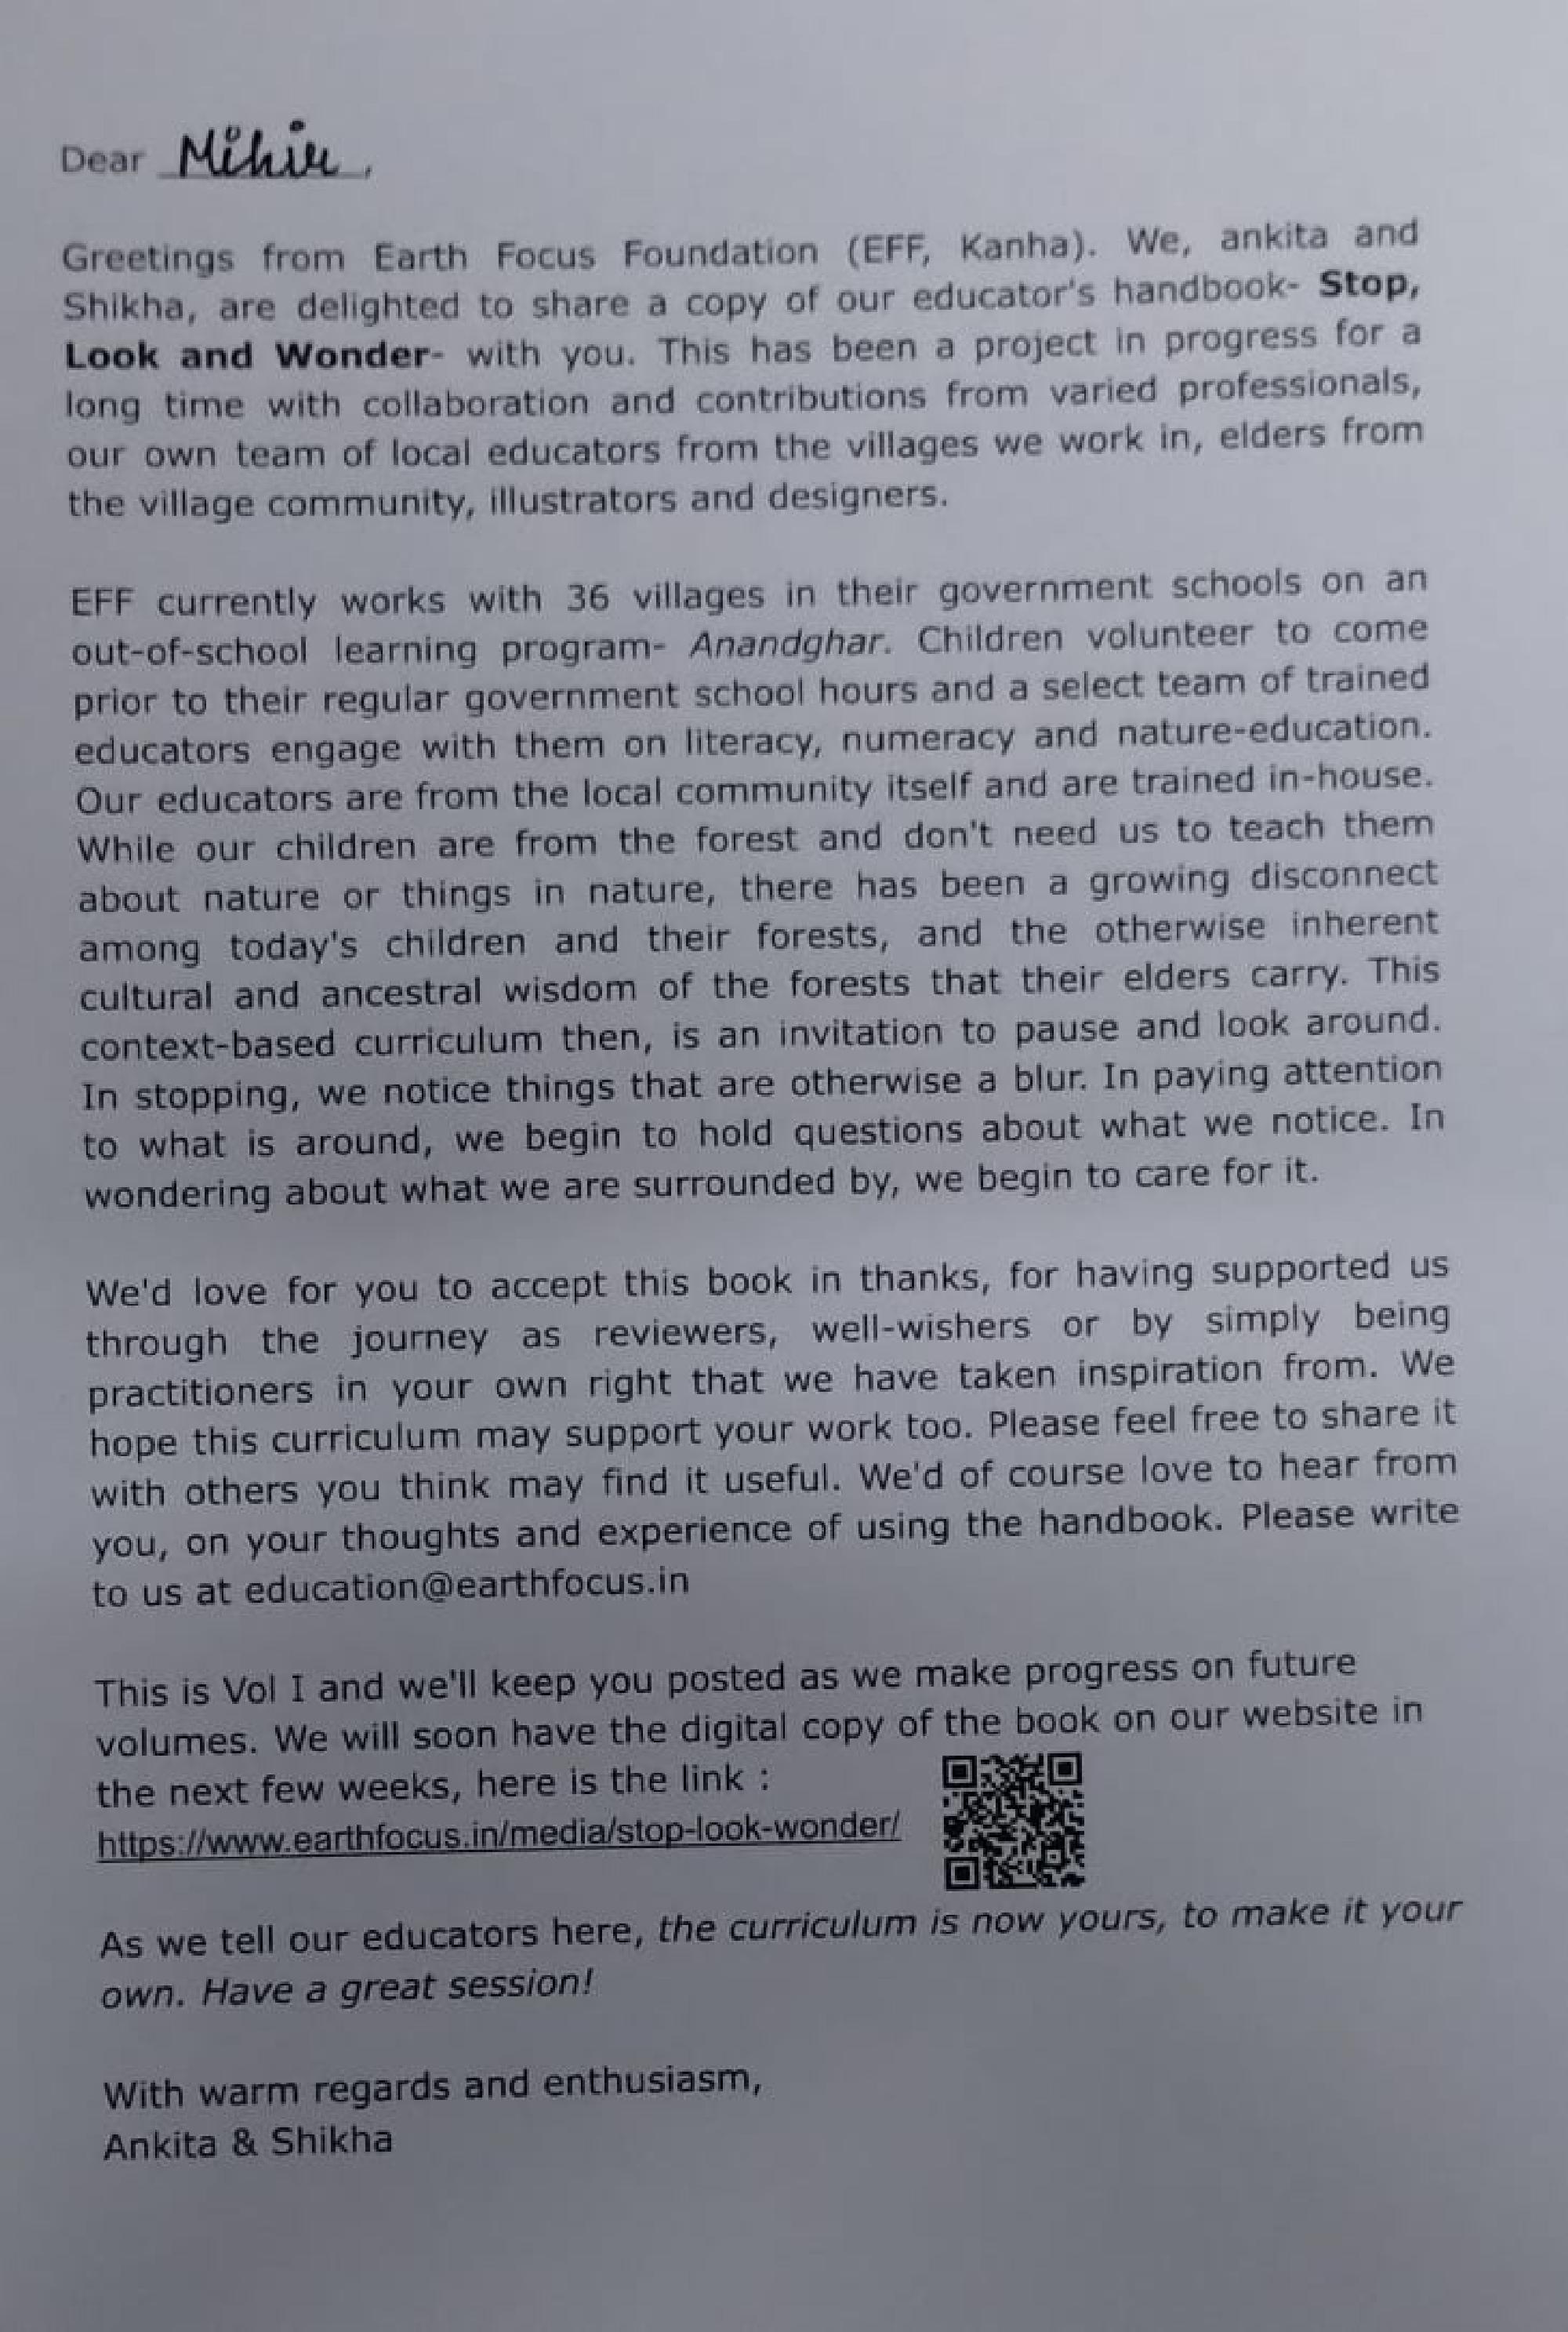 Dear Mihir,
Greetings from Earth Focus Foundation (EFF, Kanha). We, ankita and
Shikha, are delighted to share a copy of our educator's handbook- Stop,
Look and Wonder- with you. This has been a project in progress for a
long time with collaboration and contributions from varied professionals,
our own team of local educators from the villages we work in, elders from
the village community, illustrators and designers.
EFF currently works with 36 villages in their government schools on an
out-of-school learning program- Anandghar. Children volunteer to come
prior to their regular government school hours and a select team of trained
educators engage with them on literacy, numeracy and nature-education.
Our educators are from the local community itself and are trained in-house.
While our children are from the forest and don't need us to teach them
about nature or things in nature, there has been a growing disconnect
among today's children and their forests, and the otherwise inherent
cultural and ancestral wisdom of the forests that their elders carry. This
context-based curriculum then, is an invitation to pause and look around.
In stopping, we notice things that are otherwise a blur. In paying attention
to what is around, we begin to hold questions about what we notice. In
wondering about what we are surrounded by, we begin to care for it.
We'd love for you to accept this book in thanks, for having supported us
through the journey as reviewers, well-wishers or by simply being
practitioners in your own right that we have taken inspiration from. We
hope this curriculum may support your work too. Please feel free to share it
with others you think may find it useful. We'd of course love to hear from
you, on your thoughts and experience of using the handbook. Please write
to us at education@earthfocus.in
This is Vol I and we'll keep you posted as we make progress on future
volumes. We will soon have the digital copy of the book on our website in
the next few weeks, here is the link :
https://www.earthfocus.in/media/stop-look-wonder/
As we tell our educators here, the curriculum is now yours, to make it your
own. Have a great session!
With warm regards and enthusiasm,
Ankita & Shikha